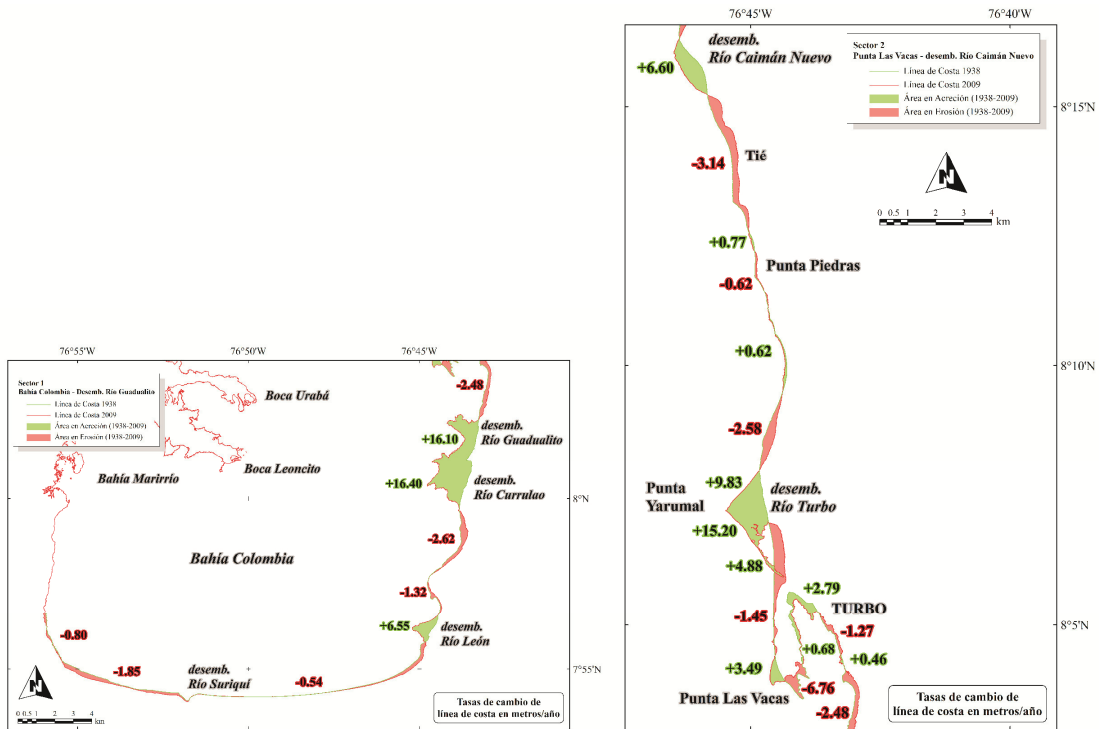 76°55'W
76°50'W
76°45'W
Sector 1
Bahía Colombia - Desemb. Río Guadualito
Línea de Costa 1938
Línea de Costa 2009
Área en Acreción (1938-2009)
Área en Erosión (1938-2009)
Boca Urabá
-2.48
+16.10
desemb.
Río Guadualito
Boca Leoncito
Bahía Marirrío
+16.40
desemb.
Río Currulao
8°N
-2.62
Bahía Colombia
-1.32
+6.55
desemb.
Río León
-0.80
-1.85
desemb.
Río Suriquí
-0.54
7°55'N
N
0 0.5 1 2 3 4
km
Tasas de cambio de
línea de costa en metros/año
76°45'W
76°40'W
desemb.
Río Caimán Nuevo
+6.60
Sector 2
Punta Las Vacas - desemb. Río Caimán Nuevo
Línea de Costa 1938
Línea de Costa 2009
Área en Acreción (1938-2009)
Área en Erosión (1938-2009)
8°15'N
Tié
-3.14
N
0 0.5 1 2 3 4
km
+0.77
Punta Piedras
-0.62
+0.62
8°10'N
-2.58
+9.83
Punta
Yarumal
desemb.
Río Turbo
+15.20
+4.88
+2.79
TURBO
-1.45
-1.27
8°5'N
+0.68
+0.46
+3.49
Punta Las Vacas
-6.76
-2.48
Tasas de cambio de
línea de costa en metros/año